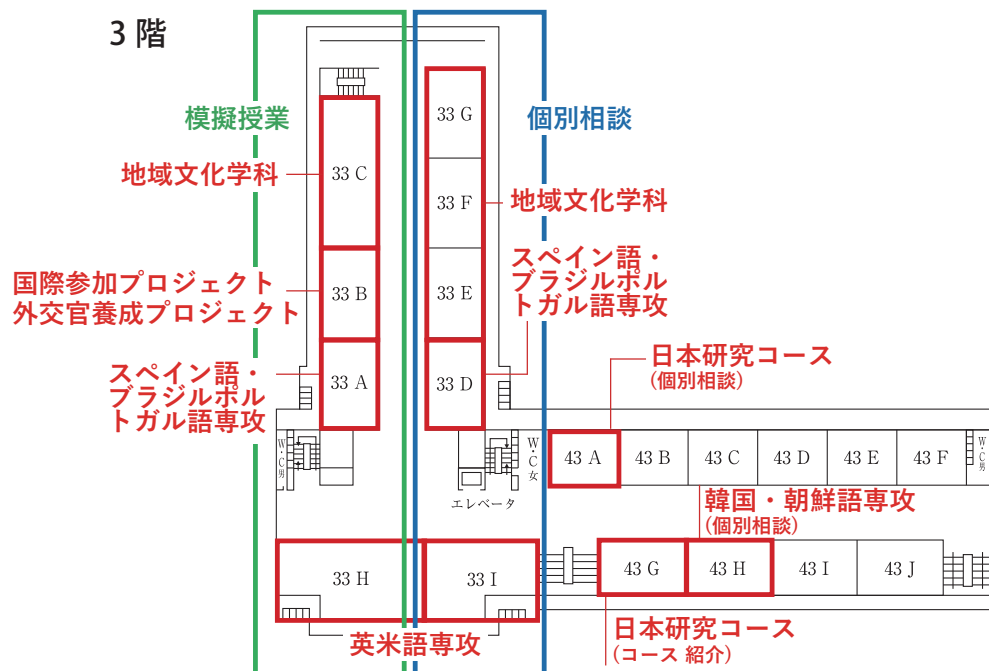 3 階
模擬授業
個別相談
33 G
地域文化学科
33 C
33 F
地域文化学科
国際参加プロジェクト
外交官養成プロジェクト
33 B
33 E
スペイン語・
ブラジルポル
トガル語専攻
スペイン語・
ブラジルポル
トガル語専攻
33 A
33 D
日本研究コース
(個別相談)
W・C男
W・C女
43 A
43 B
43 C
43 D
43 E
43 F
W・C男
エレベータ
韓国・朝鮮語専攻
(個別相談)
33 H
33 I
43 G
43 H
43 I
43 J
英米語専攻
日本研究コース
(コース 紹介)